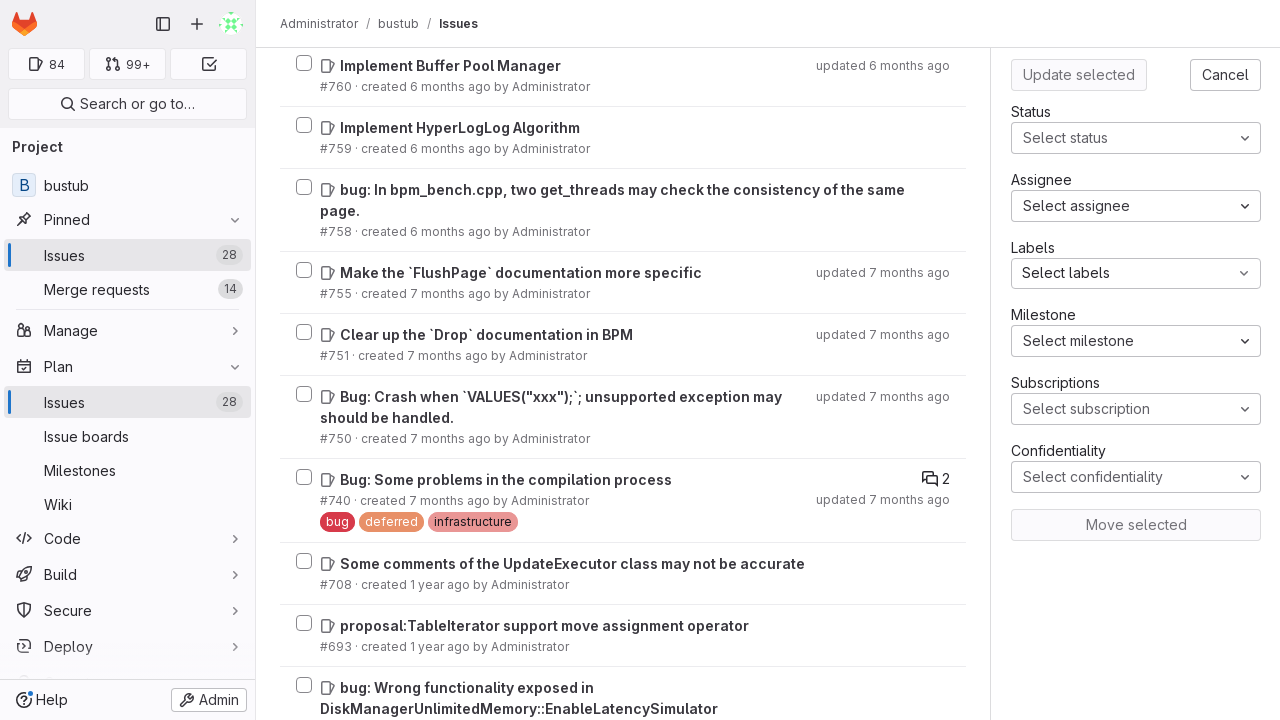 Administrator / bustub / Issues
84
99+
Search or go to…
Project
B bustub
Pinned
Issues 28
Merge requests 14
Manage
Plan
Issues 28
Issue boards
Milestones
Wiki
Code
Build
Secure
Deploy
Help
Admin
Implement Buffer Pool Manager
updated 6 months ago
#760 · created 6 months ago by Administrator
Implement HyperLogLog Algorithm
#759 · created 6 months ago by Administrator
bug: In bpm_bench.cpp, two get_threads may check the consistency of the same
page.
#758 · created 6 months ago by Administrator
Make the `FlushPage` documentation more specific
updated 7 months ago
#755 · created 7 months ago by Administrator
Clear up the `Drop` documentation in BPM
updated 7 months ago
#751 · created 7 months ago by Administrator
Bug: Crash when `VALUES("xxx");`; unsupported exception may
should be handled.
updated 7 months ago
#750 · created 7 months ago by Administrator
Bug: Some problems in the compilation process
2
#740 · created 7 months ago by Administrator
updated 7 months ago
bug deferred infrastructure
Some comments of the UpdateExecutor class may not be accurate
#708 · created 1 year ago by Administrator
proposal:TableIterator support move assignment operator
#693 · created 1 year ago by Administrator
bug: Wrong functionality exposed in
DiskManagerUnlimitedMemory::EnableLatencySimulator
Update selected
Cancel
Status
Select status
Assignee
Select assignee
Labels
Select labels
Milestone
Select milestone
Subscriptions
Select subscription
Confidentiality
Select confidentiality
Move selected